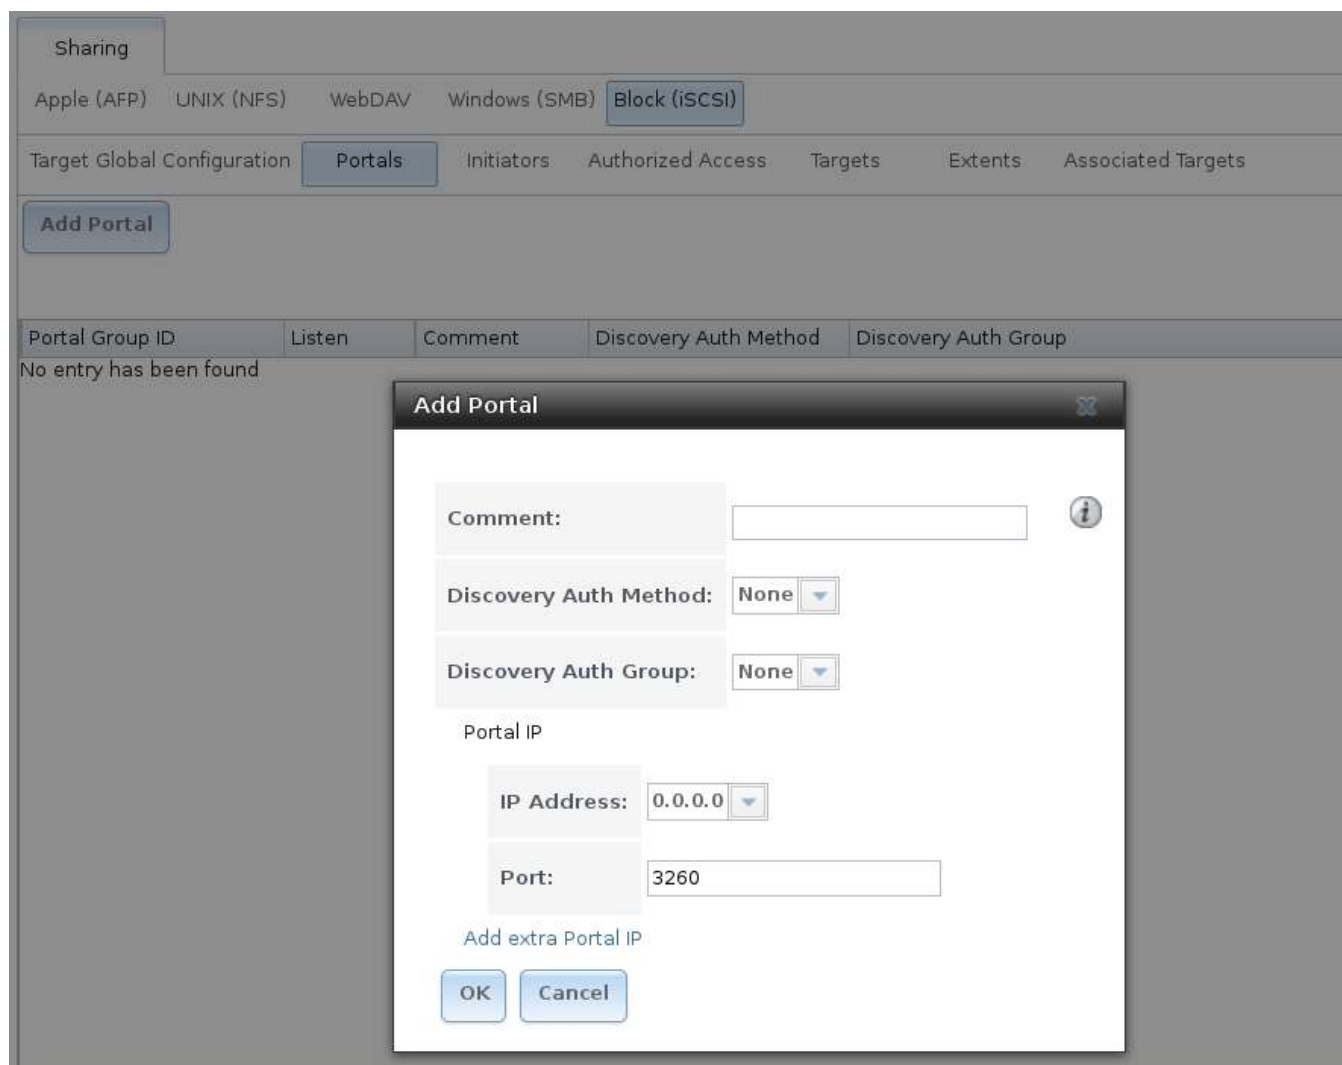 Sharing
Apple (AFP) UNIX (NFS) WebDAV Windows (SMB) Block (iSCSI)
Target Global Configuration Portals Initiators Authorized Access Targets Extents Associated Targets
Add Portal
Portal Group ID Listen Comment Discovery Auth Method Discovery Auth Group
No entry has been found
Add Portal
Comment:
Discovery Auth Method: None
Discovery Auth Group: None
Portal IP
IP Address: 0.0.0.0
Port: 3260
Add extra Portal IP
OK Cancel